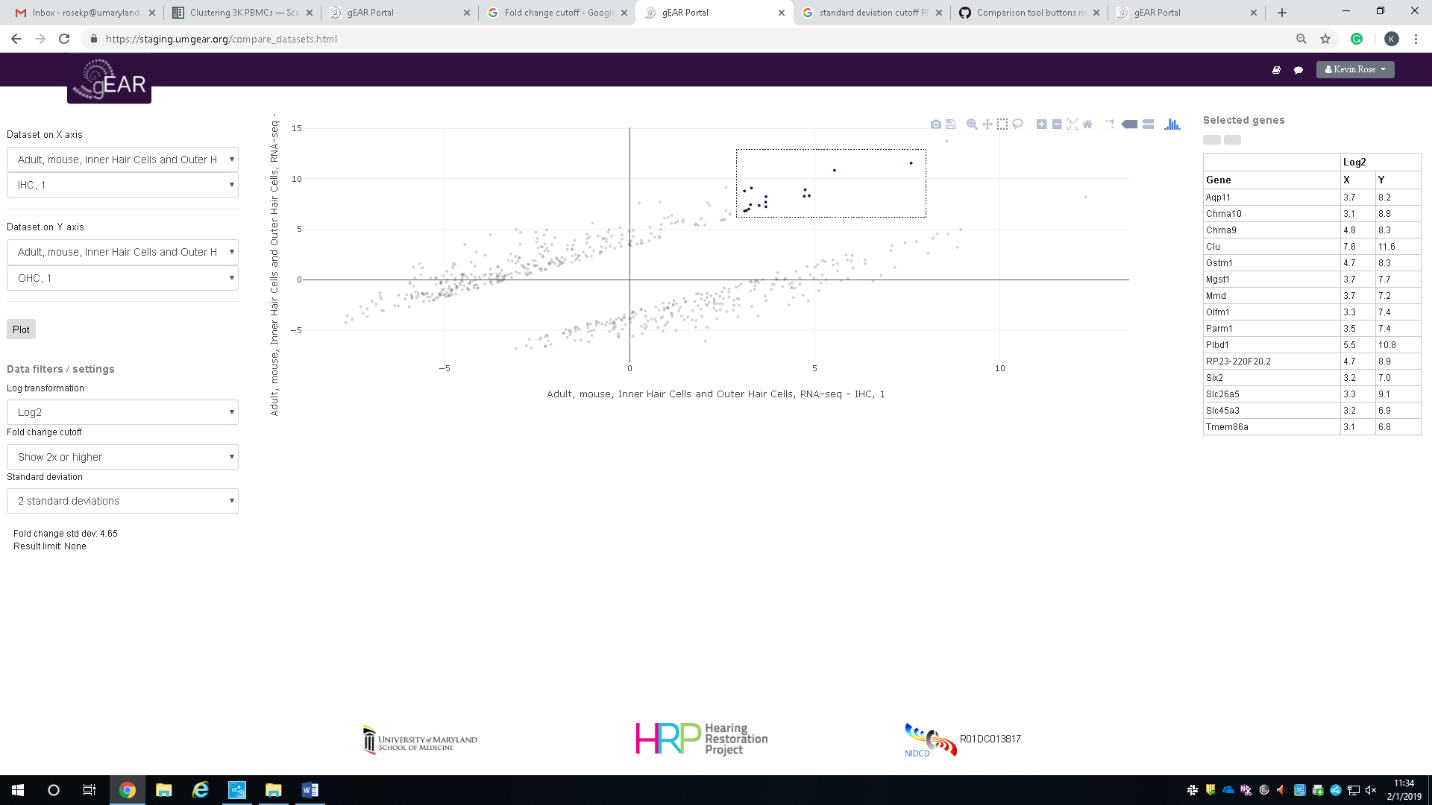 Inbox - rosekp@umaryland.
Clustering 3K PBMCs — Sca
gEAR Portal
Fold change cutoff - Google
gEAR Portal
standard deviation cutoff RN
Comparison tool buttons ne
gEAR Portal
https://staging.umgear.org/compare_datasets.html
K
gEAR
Kevin Rose
Dataset on X axis
Adult, mouse, Inner Hair Cells and Outer H
IHC, 1
Dataset on Y axis
Adult, mouse, Inner Hair Cells and Outer H
OHC, 1
Plot
Data filters / settings
Log transformation
Log2
Fold change cutoff
Show 2x or higher
Standard deviation
2 standard deviations
Fold change std dev: 4.65
Result limit: None
Adult, mouse, Inner Hair Cells and Outer Hair Cells, RNA-seq -
15
10
5
0
−5
−5 0 5 10
Adult, mouse, Inner Hair Cells and Outer Hair Cells, RNA-seq - IHC, 1
Selected genes
Log2
Gene X Y
Aqp11 3.7 8.2
Chrna10 3.1 8.8
Chrna9 4.8 8.3
Clu 7.6 11.6
Gstm1 4.7 8.3
Mgst1 3.7 7.7
Mmd 3.7 7.2
Olfm1 3.3 7.4
Parm1 3.5 7.4
Plbd1 5.5 10.8
RP23-220F20.2 4.7 8.9
Six2 3.2 7.0
Slc26a5 3.3 9.1
Slc45a3 3.2 6.9
Tmem86a 3.1 6.8
UNIVERSITY of MARYLAND
SCHOOL OF MEDICINE
HRP Hearing
Restoration
Project
NIDCD
R01DC013817
11:34
2/1/2019